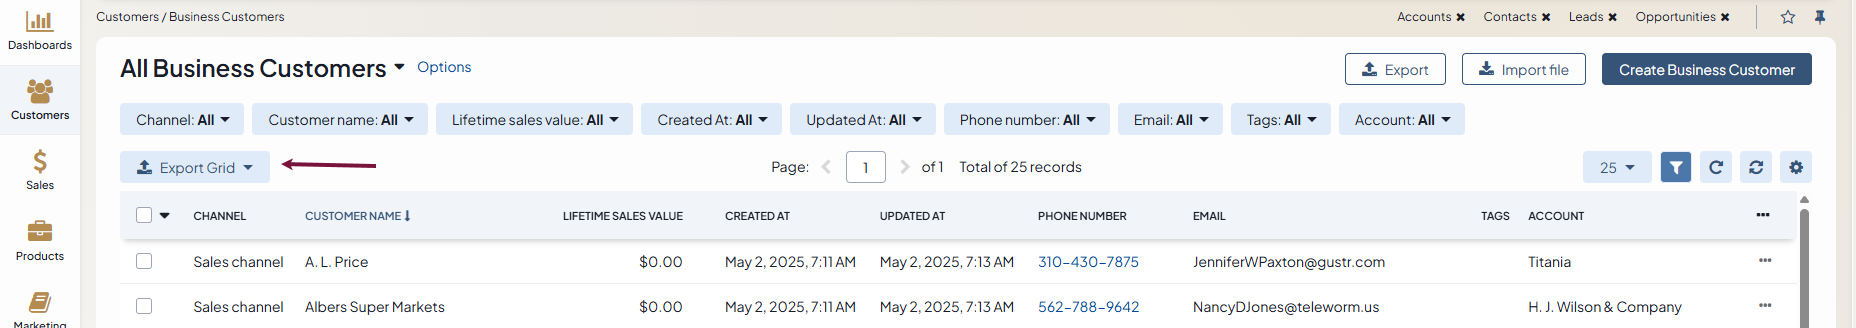 Dashboards
Customers
Sales
Products
Marketing
Customers / Business Customers
Accounts × Contacts × Leads × Opportunities ×
All Business Customers Options
Export Import file Create Business Customer
Channel: All Customer name: All Lifetime sales value: All Created At: All Updated At: All Phone number: All Email: All Tags: All Account: All
Export Grid Page: 1 of 1 Total of 25 records 25
CHANNEL CUSTOMER NAME LIFETIME SALES VALUE CREATED AT UPDATED AT PHONE NUMBER EMAIL TAGS ACCOUNT
Sales channel A. L. Price $0.00 May 2, 2025, 7:11 AM May 2, 2025, 7:13 AM 310-430-7875 JenniferWPaxton@gustr.com Titania
Sales channel Albers Super Markets $0.00 May 2, 2025, 7:11 AM May 2, 2025, 7:13 AM 562-788-9642 NancyDJones@teleworm.us H. J. Wilson & Company